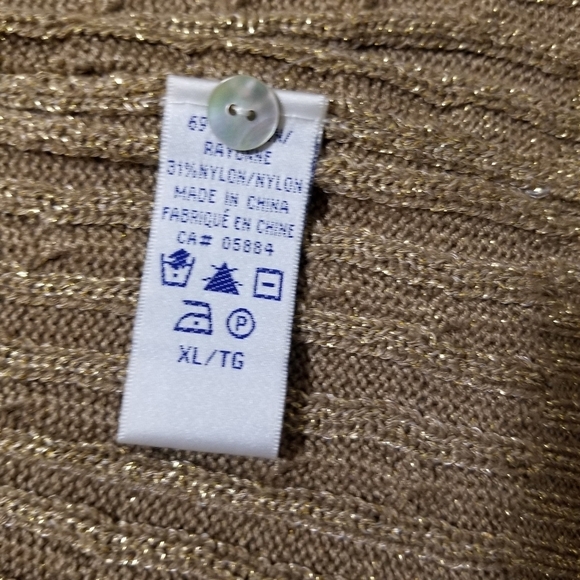 69
RAYONNE
31%NYLON/NYLON
MADE IN CHINA
FABRIQUÉ EN CHINE
CA# 05884
P
XL/TG